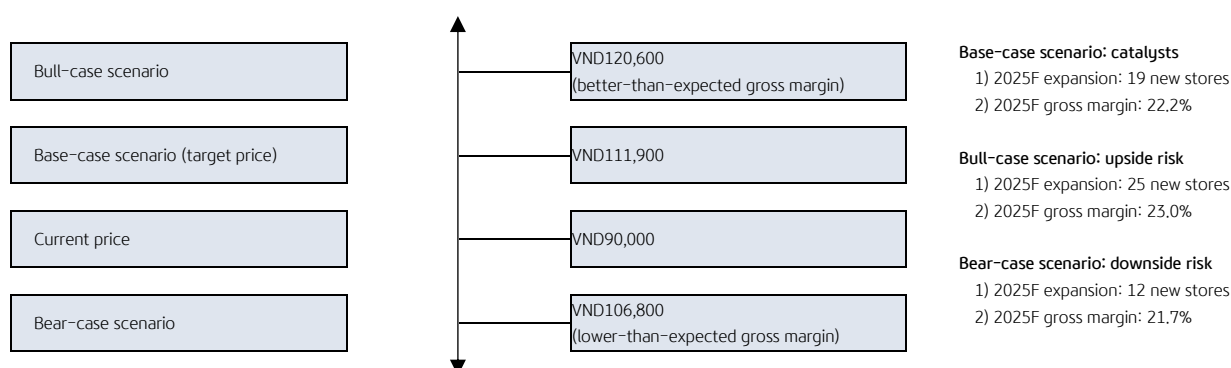 Bull-case scenario
VND120,600
(better-than-expected gross margin)
Base-case scenario (target price)
VND111,900
Current price
VND90,000
Bear-case scenario
VND106,800
(lower-than-expected gross margin)
Base-case scenario: catalysts
1) 2025F expansion: 19 new stores
2) 2025F gross margin: 22.2%
Bull-case scenario: upside risk
1) 2025F expansion: 25 new stores
2) 2025F gross margin: 23.0%
Bear-case scenario: downside risk
1) 2025F expansion: 12 new stores
2) 2025F gross margin: 21.7%